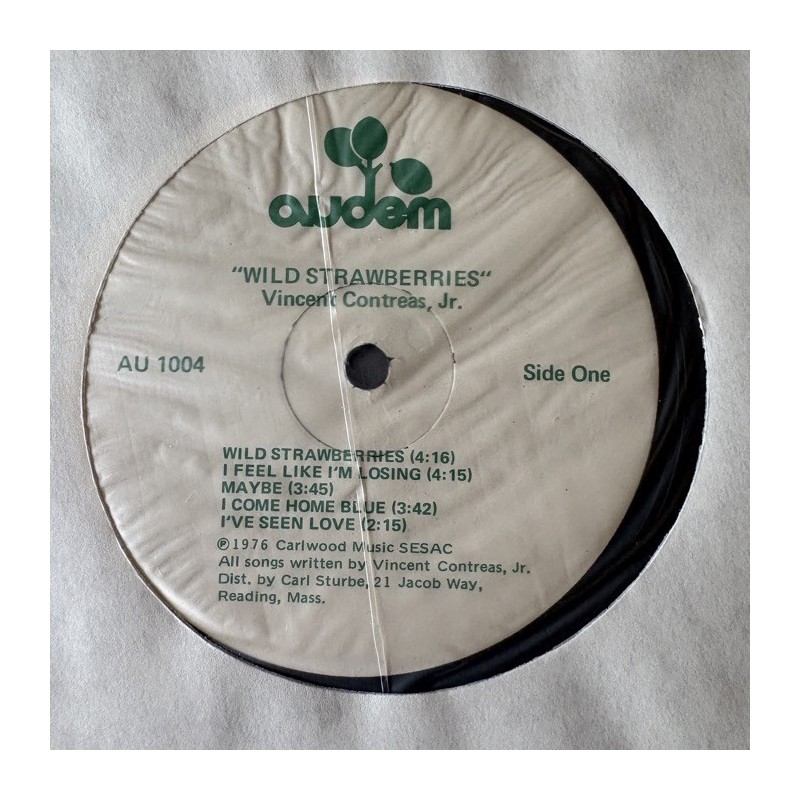 audem
"WILD STRAWBERRIES"
Vincent Contreas, Jr.
AU 1004
Side One
WILD STRAWBERRIES (4:16)
I FEEL LIKE I'M LOSING (4:15)
MAYBE (3:45)
I COME HOME BLUE (3:42)
I'VE SEEN LOVE (2:15)
℗1976 Carlwood Music SESAC
All songs written by Vincent Contreas, Jr.
Dist. by Carl Sturbe, 21 Jacob Way,
Reading, Mass.